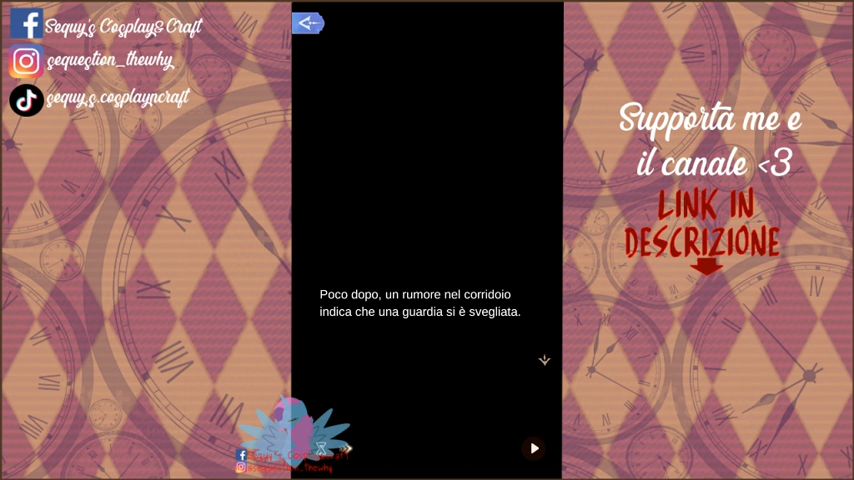 Sequy's Cosplay&Craft
sequestion_thewhy
sequy.s.cosplayncraft
Supporta me e
il canale <3
LINK IN
DESCRIZIONE
Poco dopo, un rumore nel corridoio
indica che una guardia si è svegliata.